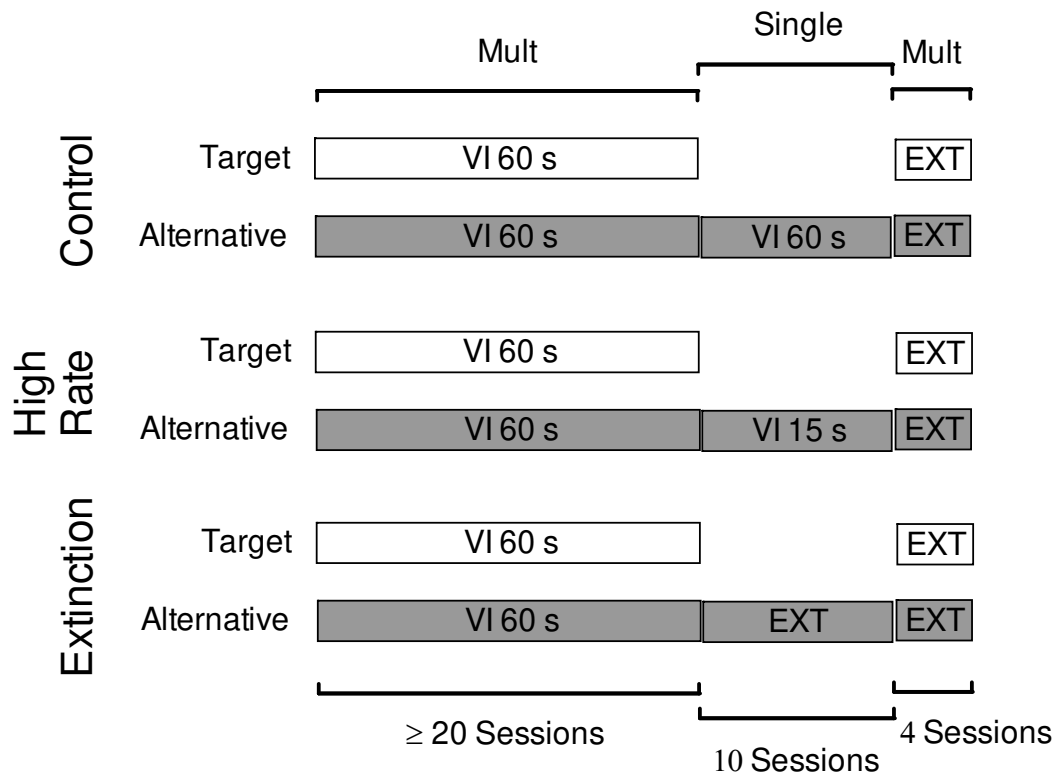 Mult
Single
Mult
Control
Target
VI 60 s
EXT
Alternative
VI 60 s
VI 60 s
EXT
High
Rate
Target
VI 60 s
EXT
Alternative
VI 60 s
VI 15 s
EXT
Extinction
Target
VI 60 s
EXT
Alternative
VI 60 s
EXT
EXT
≥ 20 Sessions
10 Sessions
4 Sessions